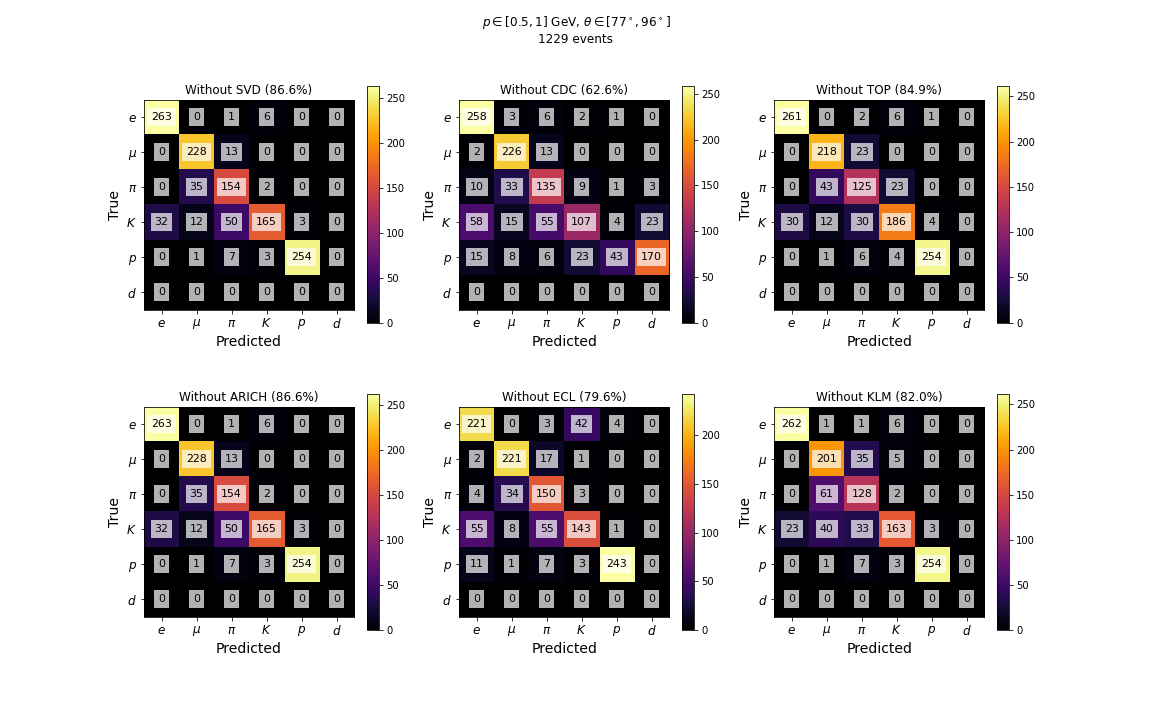 p ∈ [0.5, 1] GeV, θ ∈ [77°, 96°]
1229 events
Without SVD (86.6%)
True
e 263 0 1 6 0 0
μ 0 228 13 0 0 0
π 0 35 154 2 0 0
K 32 12 50 165 3 0
p 0 1 7 3 254 0
d 0 0 0 0 0 0
e μ π K p d
Predicted
250
200
150
100
50
0
Without CDC (62.6%)
True
e 258 3 6 2 1 0
μ 2 226 13 0 0 0
π 10 33 135 9 1 3
K 58 15 55 107 4 23
p 15 8 6 23 43 170
d 0 0 0 0 0 0
e μ π K p d
Predicted
250
200
150
100
50
0
Without TOP (84.9%)
True
e 261 0 2 6 1 0
μ 0 218 23 0 0 0
π 0 43 125 23 0 0
K 30 12 30 186 4 0
p 0 1 6 4 254 0
d 0 0 0 0 0 0
e μ π K p d
Predicted
250
200
150
100
50
0
Without ARICH (86.6%)
True
e 263 0 1 6 0 0
μ 0 228 13 0 0 0
π 0 35 154 2 0 0
K 32 12 50 165 3 0
p 0 1 7 3 254 0
d 0 0 0 0 0 0
e μ π K p d
Predicted
250
200
150
100
50
0
Without ECL (79.6%)
True
e 221 0 3 42 4 0
μ 2 221 17 1 0 0
π 4 34 150 3 0 0
K 55 8 55 143 1 0
p 11 1 7 3 243 0
d 0 0 0 0 0 0
e μ π K p d
Predicted
200
150
100
50
0
Without KLM (82.0%)
True
e 262 1 1 6 0 0
μ 0 201 35 5 0 0
π 0 61 128 2 0 0
K 23 40 33 163 3 0
p 0 1 7 3 254 0
d 0 0 0 0 0 0
e μ π K p d
Predicted
250
200
150
100
50
0